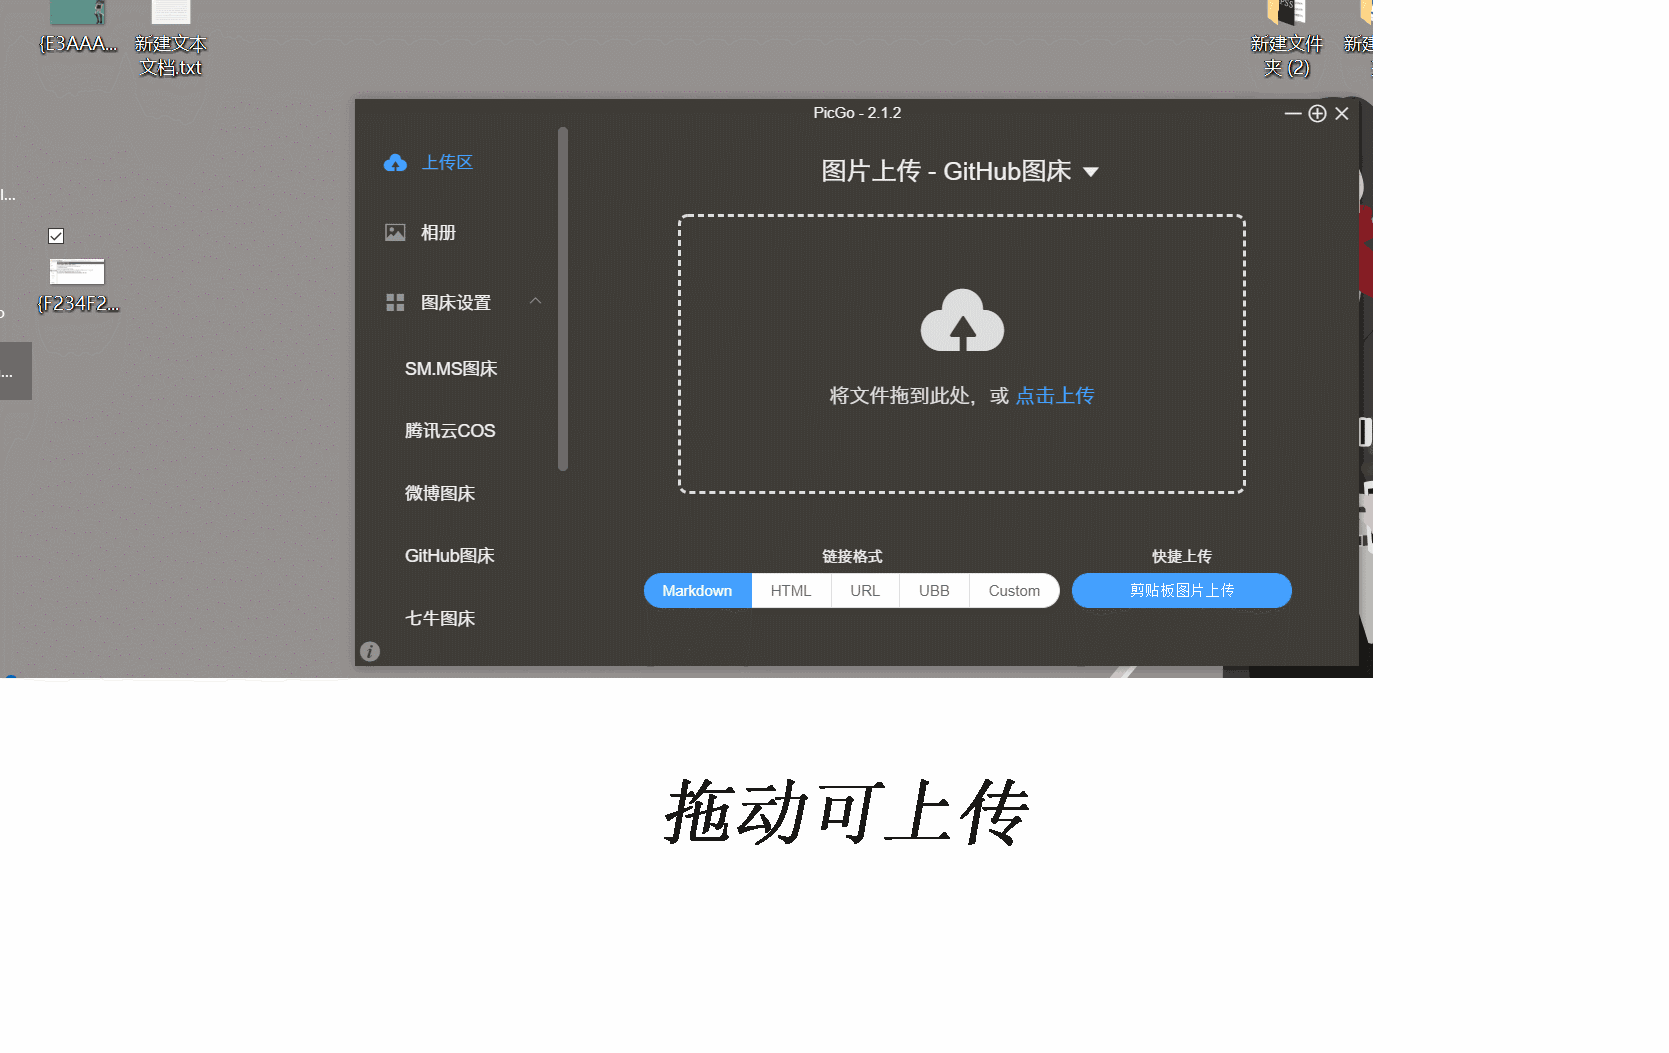 {E3AAA...
新建文本
文档.txt
新建文件
夹 (2)
新建
l...
{F234F2...
...
PicGo - 2.1.2
上传区
相册
图床设置
SM.MS图床
腾讯云COS
微博图床
GitHub图床
七牛图床
图片上传 - GitHub图床
将文件拖到此处，或 点击上传
链接格式
快捷上传
Markdown HTML URL UBB Custom
剪贴板图片上传
拖动可上传